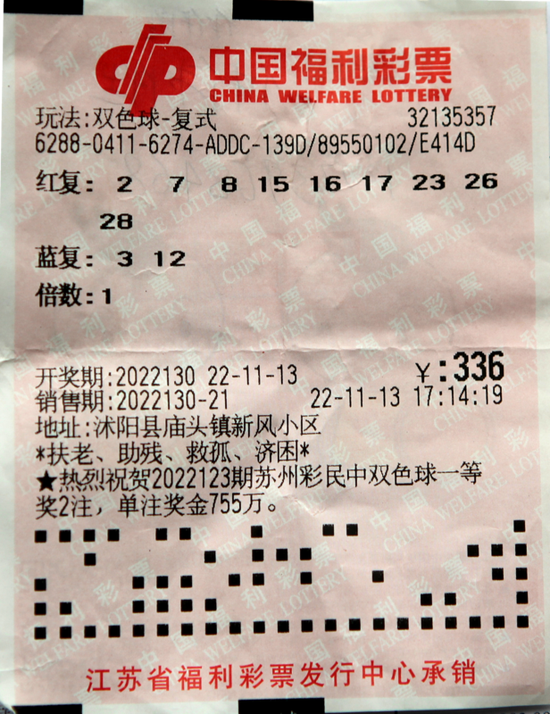 中国福利彩票
CHINA WELFARE LOTTERY
玩法:双色球-复式 32135357
6288-0411-6274-ADDC-139D/89550102/E414D
红复: 2 7 8 15 16 17 23 26
28
蓝复: 3 12
倍数:1
开奖期:2022130 22-11-13 ¥:336
销售期:2022130-21 22-11-13 17:14:19
地址:沭阳县庙头镇新风小区
*扶老、助残、救孤、济困*
★热烈祝贺2022123期苏州彩民中双色球一等
奖2注，单注奖金755万。
江苏省福利彩票发行中心承销